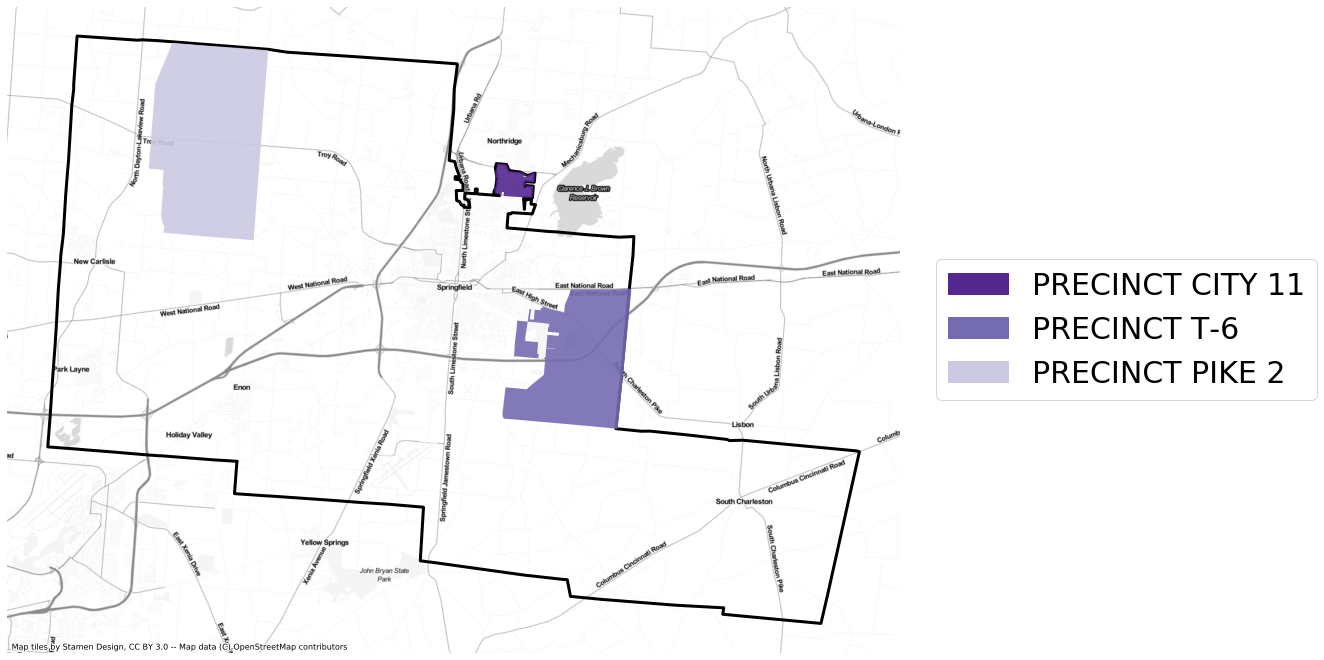 Urbana Rd
Northridge
Mechanicsburg Road
Urbana-London R
North Dayton-Lakeview Road
Troy Road
Troy Road
Urbana Road
Clarence J. Brown
Reservoir
North Urbana Lisbon Road
North Limestone St
New Carlisle
West National Road
West National Road
Springfield
East High Street
East National Road
East National Road
East National Road
East National Road
PRECINCT CITY 11
PRECINCT T-6
PRECINCT PIKE 2
Park Layne
Enon
South Limestone Street
South Charleston Pike
South Urbana Lisbon Road
Holiday Valley
Lisbon
Columb
ad
Springfield Xenia Road
Springfield Jamestown Road
Columbus Cincinnati Road
South Charleston
East Xenia Drive
Yellow Springs
Xenia Avenue
John Bryan State
Park
Columbus Cincinnati Road
South Charleston Pike
East X
Map tiles by Stamen Design, CC BY 3.0 -- Map data (C) OpenStreetMap contributors